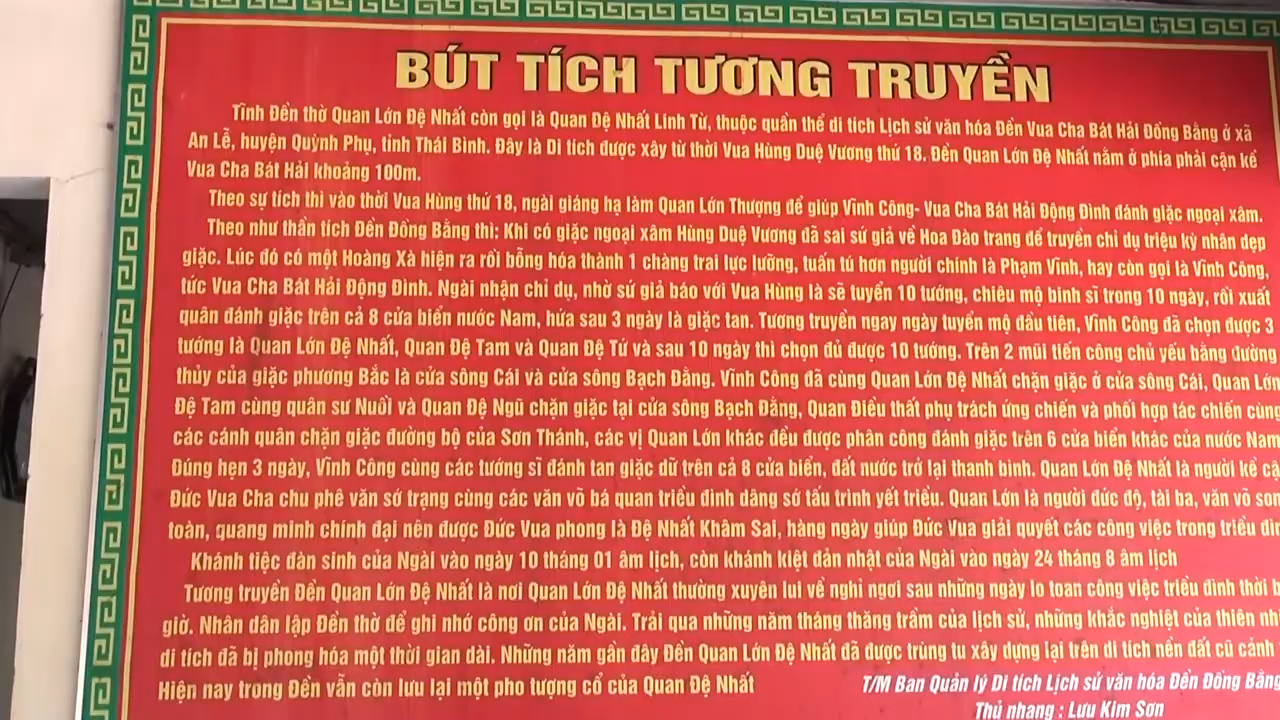 BÚT TÍCH TƯƠNG TRUYỀN
Tĩnh Đền thờ Quan Lớn Đệ Nhất còn gọi là Quan Đệ Nhất Linh Từ, thuộc quần thể di tích Lịch sử văn hóa Đền Vua Cha Bát Hải Đồng Bằng ở xã
An Lễ, huyện Quỳnh Phụ, tỉnh Thái Bình. Đây là Di tích được xây từ thời Vua Hùng Duệ Vương thứ 18. Đền Quan Lớn Đệ Nhất nằm ở phía phải cận kề
Vua Cha Bát Hải khoảng 100m.
Theo sự tích thì vào thời Vua Hùng thứ 18, ngài giáng hạ làm Quan Lớn Thượng để giúp Vĩnh Công- Vua Cha Bát Hải Động Đình đánh giặc ngoại xâm.
Theo như thần tích Đền Đồng Bằng thì: Khi có giặc ngoại xâm Hùng Duệ Vương đã sai sứ giả về Hoa Đào trang để truyền chỉ dụ triệu kỳ nhân dẹp
giặc. Lúc đó có một Hoàng Xà hiện ra rồi bỗng hóa thành 1 chàng trai lực lưỡng, tuấn tú hơn người chính là Phạm Vĩnh, hay còn gọi là Vĩnh Công,
tức Vua Cha Bát Hải Động Đình. Ngài nhận chỉ dụ, nhờ sứ giả báo với Vua Hùng là sẽ tuyển 10 tướng, chiêu mộ binh sĩ trong 10 ngày, rồi xuất
quân đánh giặc trên cả 8 cửa biển nước Nam, hứa sau 3 ngày là giặc tan. Tương truyền ngay ngày tuyển mộ đầu tiên, Vĩnh Công đã chọn được 3
tướng là Quan Lớn Đệ Nhất, Quan Đệ Tam và Quan Đệ Tứ và sau 10 ngày thì chọn đủ được 10 tướng. Trên 2 mũi tiến công chủ yếu bằng đường
thủy của giặc phương Bắc là cửa sông Cái và cửa sông Bạch Đằng. Vĩnh Công đã cùng Quan Lớn Đệ Nhất chặn giặc ở cửa sông Cái, Quan Lớn
Đệ Tam cùng quân sư Nuôi và Quan Đệ Ngũ chặn giặc tại cửa sông Bạch Đằng, Quan Điều thất phụ trách ứng chiến và phối hợp tác chiến cùng
các cánh quân chặn giặc đường bộ của Sơn Thánh, các vị Quan Lớn khác đều được phân công đánh giặc trên 6 cửa biển khác của nước Nam
Đúng hẹn 3 ngày, Vĩnh Công cùng các tướng sĩ đánh tan giặc dữ trên cả 8 cửa biển, đất nước trở lại thanh bình. Quan Lớn Đệ Nhất là người kề
Đức Vua Cha chu phê văn sớ trạng cùng các văn võ bá quan triều đình dâng sớ tấu trình yết triều. Quan Lớn là người đức độ, tài ba, văn võ
toàn, quang minh chính đại nên được Đức Vua phong là Đệ Nhất Khâm Sai, hàng ngày giúp Đức Vua giải quyết các công việc trong triều
Khánh tiệc đàn sinh của Ngài vào ngày 10 tháng 01 âm lịch, còn khánh kiệt đản nhật của Ngài vào ngày 24 tháng 8 âm lịch
Tương truyền Đền Quan Lớn Đệ Nhất là nơi Quan Lớn Đệ Nhất thường xuyên lui về nghỉ ngơi sau những ngày lo toan công việc triều đình thời
giờ. Nhân dân lập Đền thờ để ghi nhớ công ơn của Ngài. Trải qua những năm tháng thăng trầm của lịch sử, những khắc nghiệt của thiên
di tích đã bị phong hóa một thời gian dài. Những năm gần đây Đền Quan Lớn Đệ Nhất đã được trùng tu xây dựng lại trên di tích nền đất cũ cảnh
Hiện nay trong Đền vẫn còn lưu lại một pho tượng cổ của Quan Đệ Nhất
T/M Ban Quản lý Di tích Lịch sử văn hóa Đền Đồng Bằng
Thủ nhang : Lưu Kim Sơn